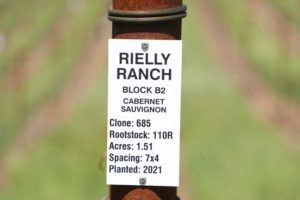 RIELLY
RANCH
BLOCK B2
CABERNET
SAUVIGNON
Clone: 685
Rootstock: 110R
Acres: 1.51
Spacing: 7x4
Planted: 2021